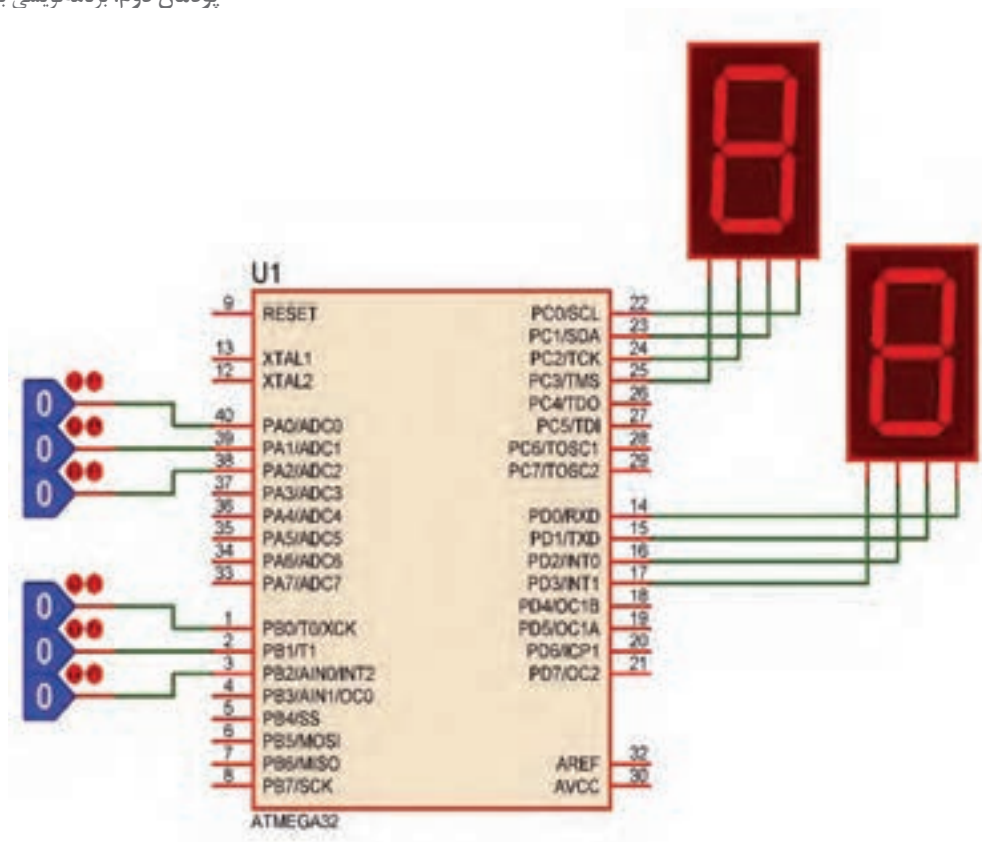 پودمان دوم: برنامه نویسی
U1
9 RESET
13 XTAL1
12 XTAL2
40 PA0/ADC0
39 PA1/ADC1
38 PA2/ADC2
37 PA3/ADC3
36 PA4/ADC4
35 PA5/ADC5
34 PA6/ADC6
33 PA7/ADC7
1 PB0/T0/XCK
2 PB1/T1
3 PB2/AIN0/INT2
4 PB3/AIN1/OC0
5 PB4/SS
6 PB5/MOSI
7 PB6/MISO
8 PB7/SCK
PC0/SCL 22
PC1/SDA 23
PC2/TCK 24
PC3/TMS 25
PC4/TDO 26
PC5/TDI 27
PC6/TOSC1 28
PC7/TOSC2 29
PD0/RXD 14
PD1/TXD 15
PD2/INT0 16
PD3/INT1 17
PD4/OC1B 18
PD5/OC1A 19
PD6/ICP1 20
PD7/OC2 21
AREF 32
AVCC 30
ATMEGA32
0
0
0
0
0
0
8
8